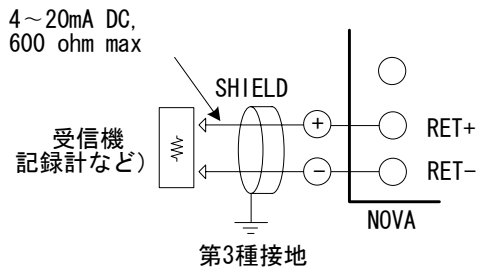 4～20mA DC,
600 ohm max
SHIELD
受信機
記録計など)
+
RET+
−
RET−
NOVA
第3種接地